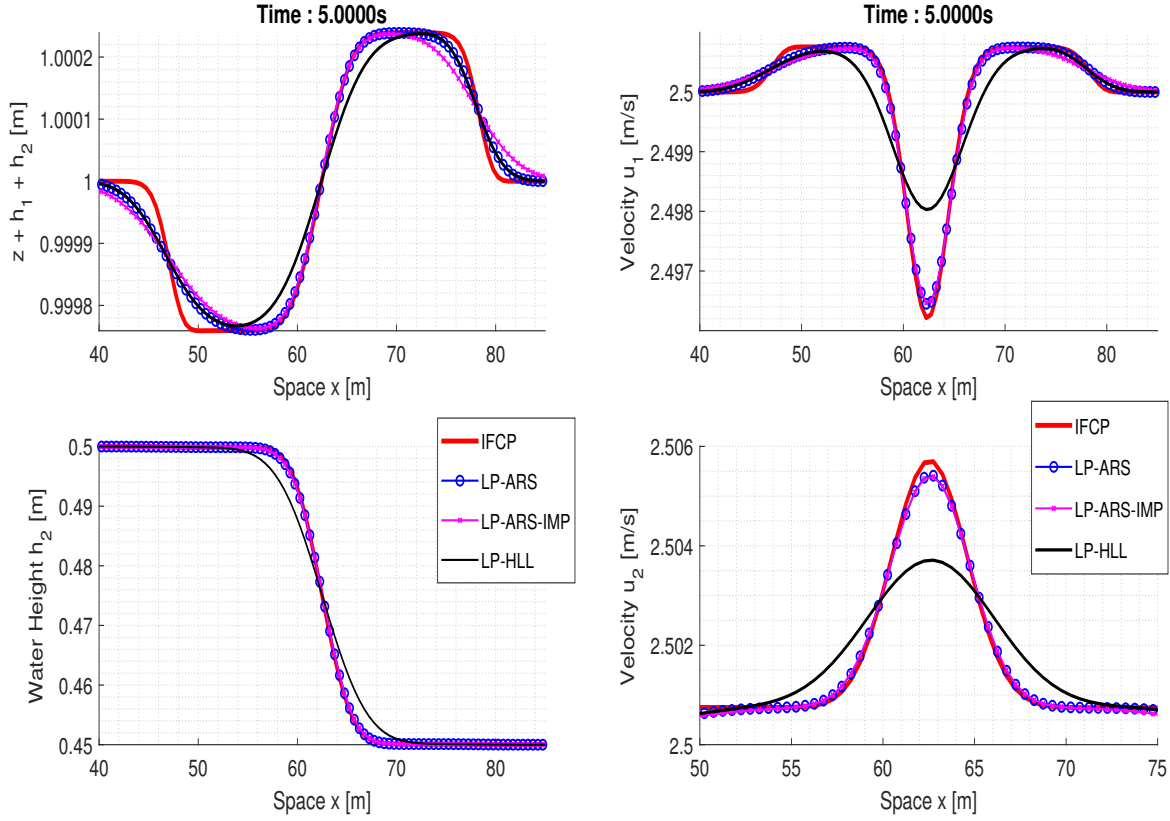 Time : 5.0000s
z + h1 + h2 [m]
1.0002
1.0001
1
0.9999
0.9998
40 50 60 70 80
Space x [m]
Time : 5.0000s
Velocity u1 [m/s]
2.5
2.499
2.498
2.497
40 50 60 70 80
Space x [m]
Water Height h2 [m]
0.5
0.49
0.48
0.47
0.46
0.45
40 50 60 70 80
Space x [m]
IFCP
LP-ARS
LP-ARS-IMP
LP-HLL
Velocity u2 [m/s]
2.506
2.504
2.502
2.5
50 55 60 65 70 75
Space x [m]
IFCP
LP-ARS
LP-ARS-IMP
LP-HLL